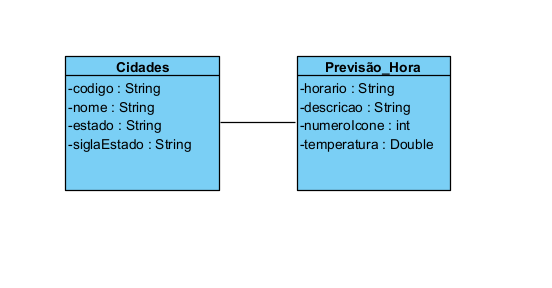 Cidades
-codigo : String
-nome : String
-estado : String
-siglaEstado : String
Previsão_Hora
-horario : String
-descricao : String
-numeroIcone : int
-temperatura : Double